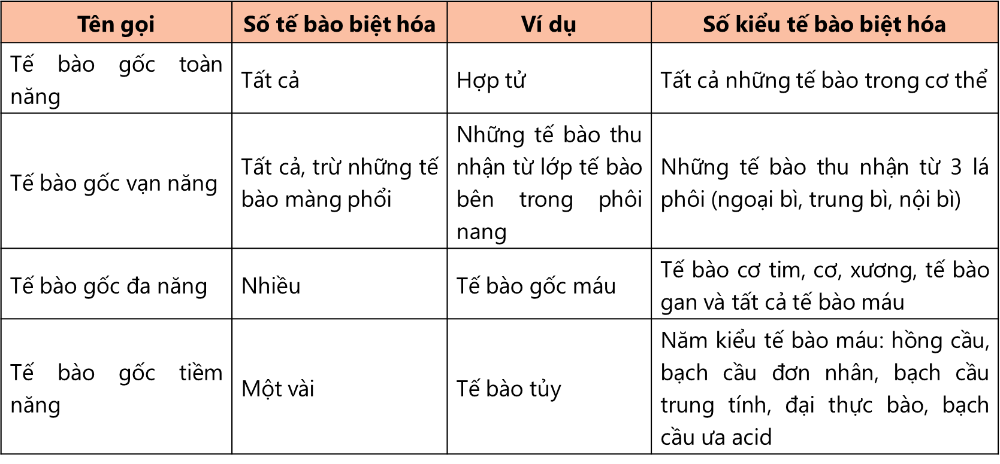 Tên gọi
Số tế bào biệt hóa
Ví dụ
Số kiểu tế bào biệt hóa
Tế bào gốc toàn
năng
Tất cả
Hợp tử
Tất cả những tế bào trong cơ thể
Tế bào gốc vạn năng
Tất cả, trừ những tế
bào màng phổi
Những tế bào thu
nhận từ lớp tế bào
bên trong phôi
nang
Những tế bào thu nhận từ 3 lá
phôi (ngoại bì, trung bì, nội bì)
Tế bào gốc đa năng
Nhiều
Tế bào gốc máu
Tế bào cơ tim, cơ, xương, tế bào
gan và tất cả tế bào máu
Tế bào gốc tiềm
năng
Một vài
Tế bào tủy
Năm kiểu tế bào máu: hồng cầu,
bạch cầu đơn nhân, bạch cầu
trung tính, đại thực bào, bạch
cầu ưa acid